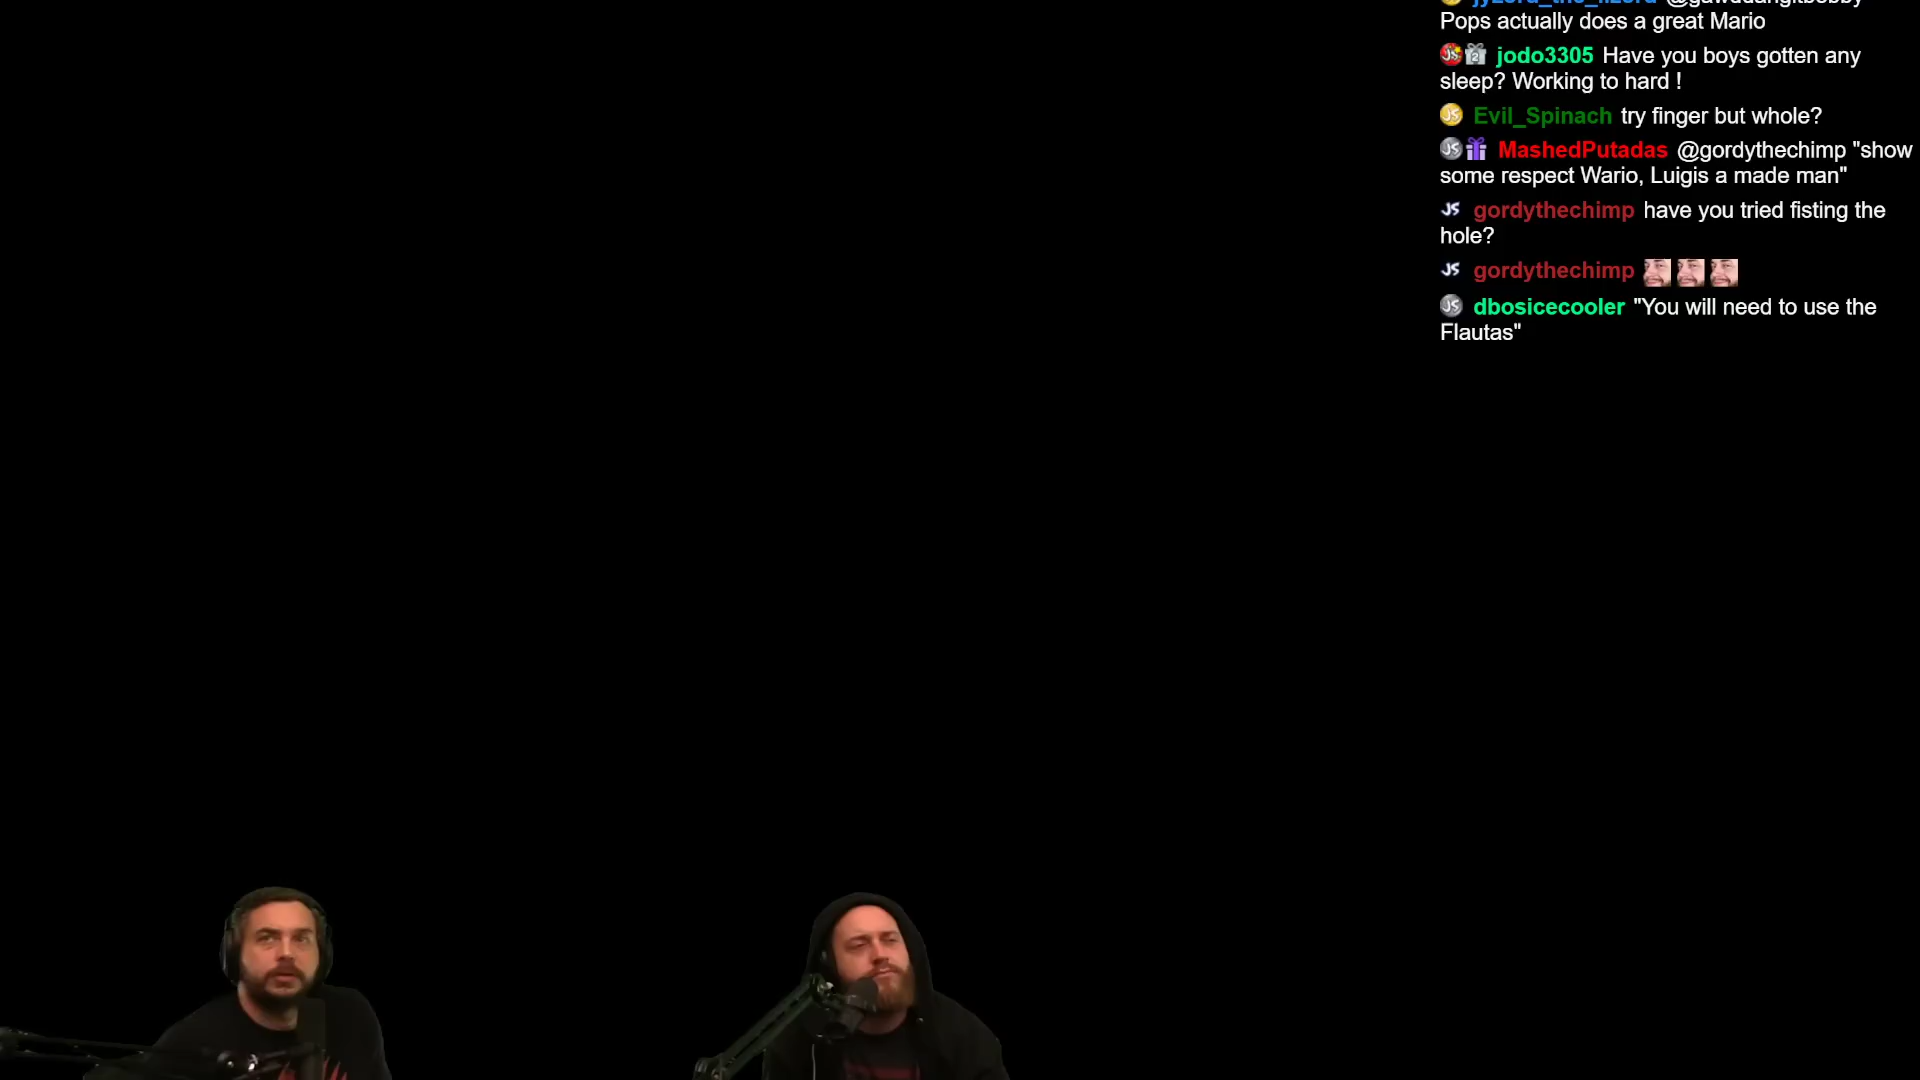 Pops actually does a great Mario
jodo3305 Have you boys gotten any
sleep? Working to hard !
Evil_Spinach try finger but whole?
MashedPutadas @gordythechimp "show
some respect Wario, Luigis a made man"
gordythechimp have you tried fisting the
hole?
gordythechimp
dbosicecooler "You will need to use the
Flautas"